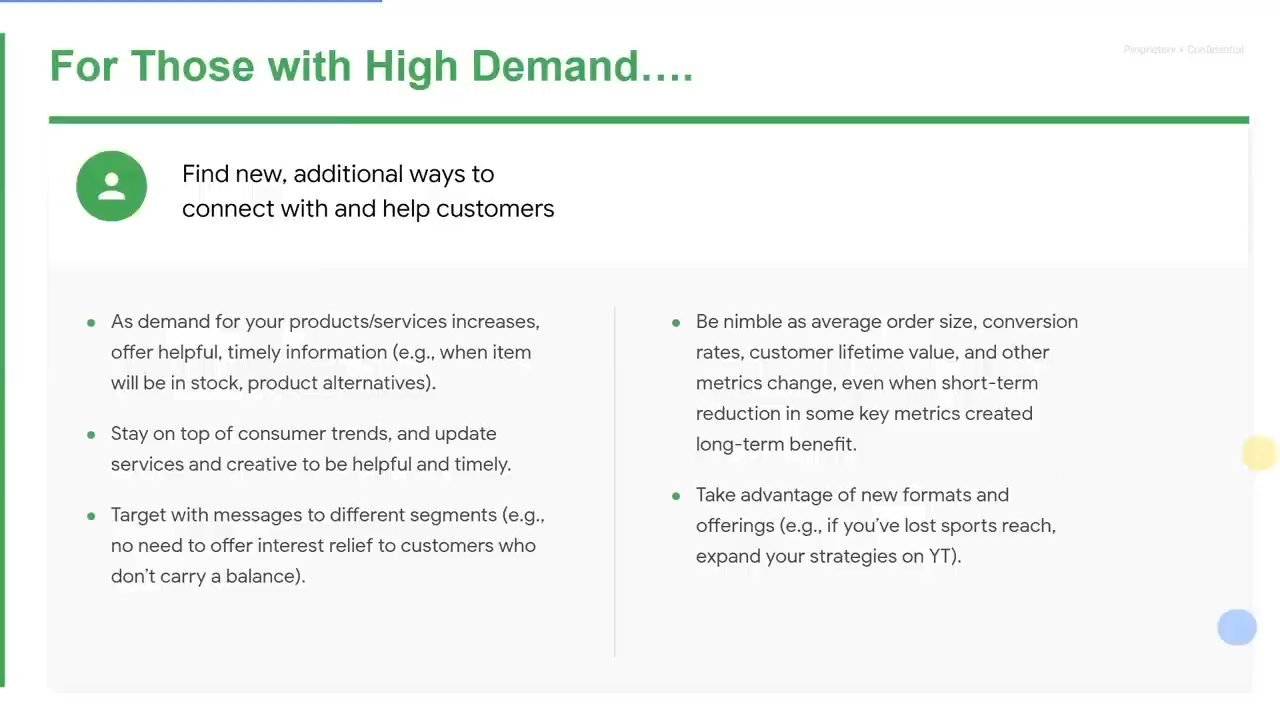 For Those with High Demand....
Proprietary + Confidential
Find new, additional ways to
connect with and help customers
• As demand for your products/services increases,
offer helpful, timely information (e.g., when item
will be in stock, product alternatives).
• Stay on top of consumer trends, and update
services and creative to be helpful and timely.
• Target with messages to different segments (e.g.,
no need to offer interest relief to customers who
don't carry a balance).
• Be nimble as average order size, conversion
rates, customer lifetime value, and other
metrics change, even when short-term
reduction in some key metrics created
long-term benefit.
• Take advantage of new formats and
offerings (e.g., if you've lost sports reach,
expand your strategies on YT).